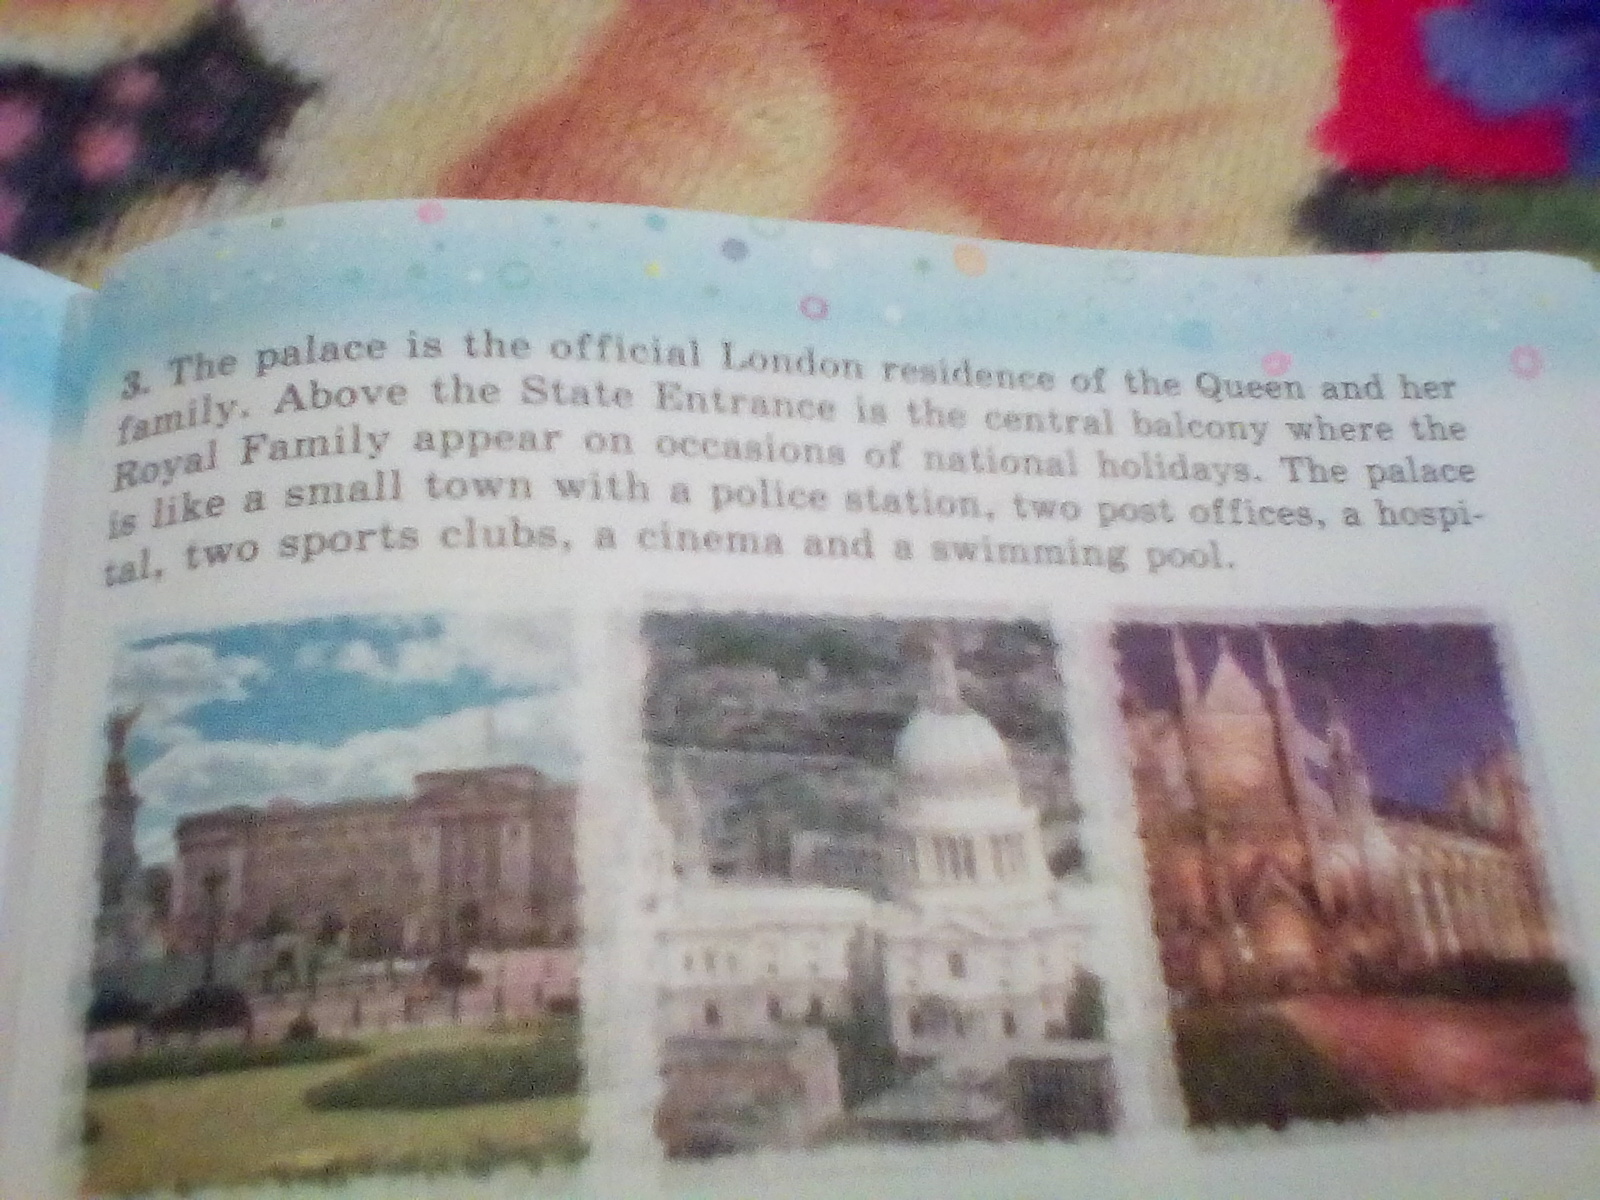 3. The palace is the official London residence of the Queen and her
family. Above the State Entrance is the central balcony where the
Royal Family appear on occasions of national holidays. The palace
is like a small town with a police station, two post offices, a hospi-
tal, two sports clubs, a cinema and a swimming pool.